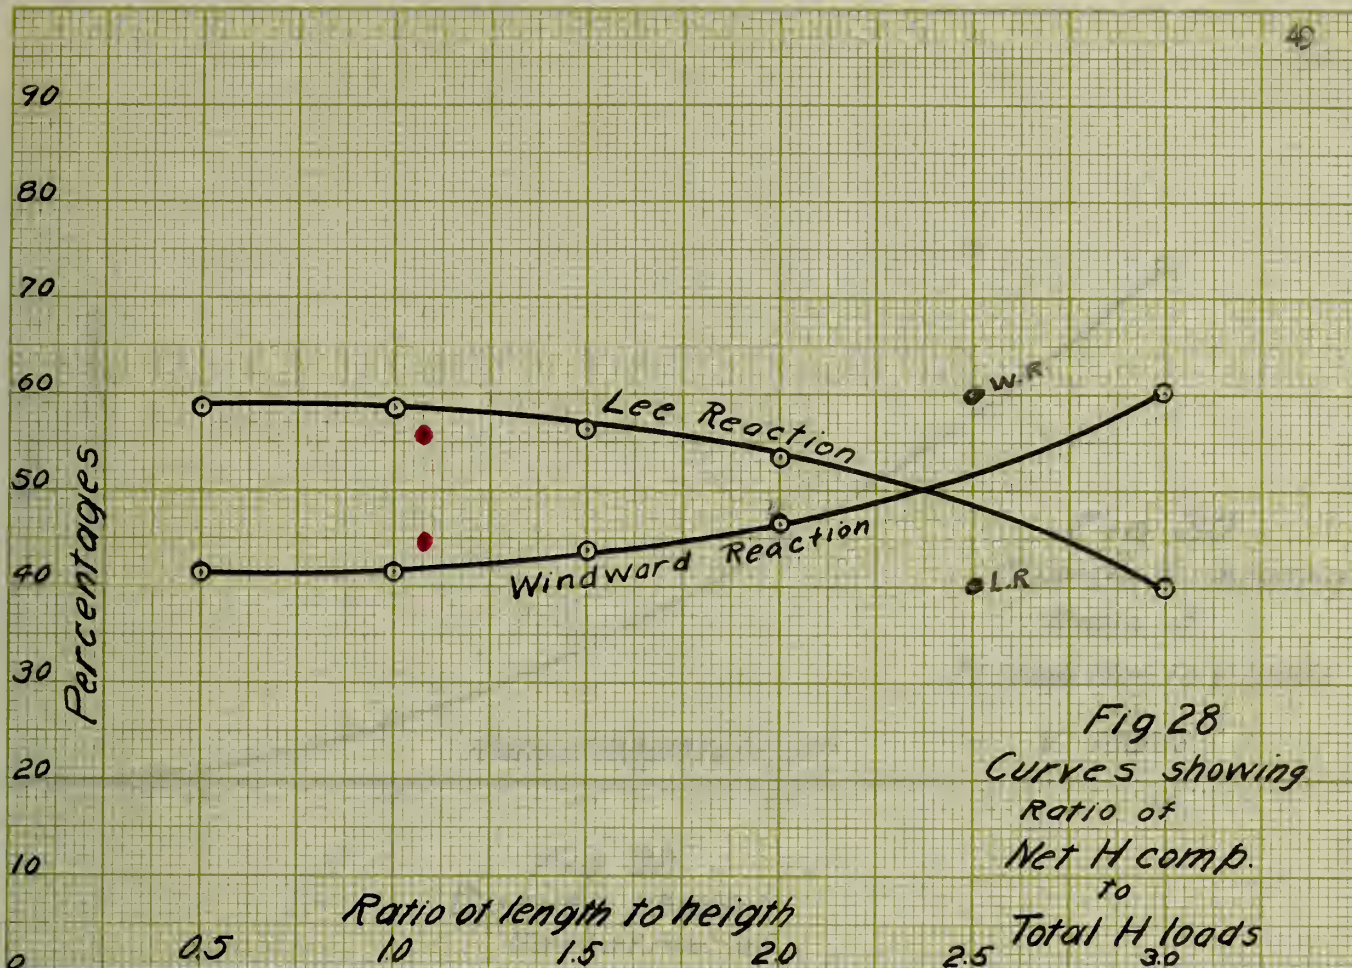 49
90
80
70
60
50
40
30
20
10
0
Percentages
Lee Reaction
Windward Reaction
W.R.
L.R
Fig 28
Curves showing
Ratio of
Net H comp.
to
Total H loads
Ratio of length to heigth
0.5 1.0 1.5 2.0 2.5 3.0